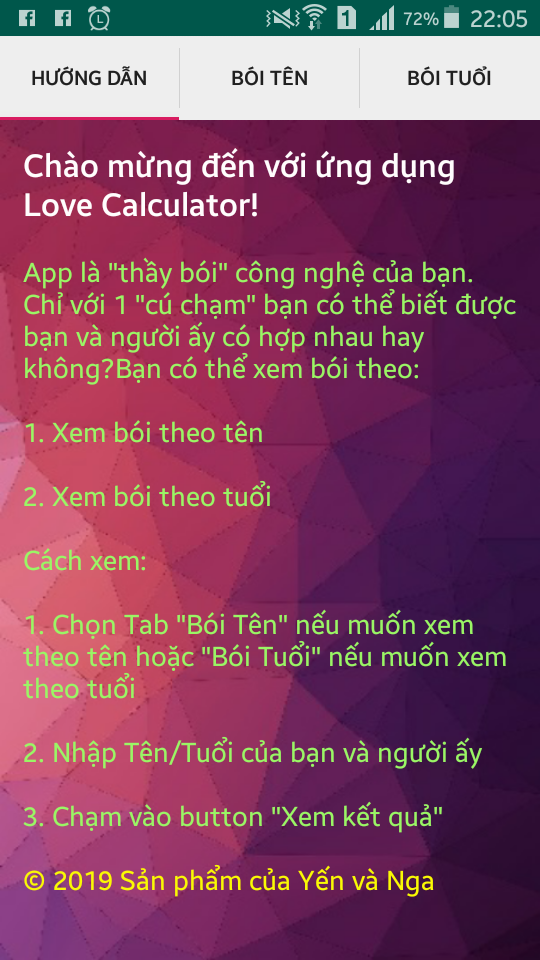 72% 22:05
HƯỚNG DẪN BÓI TÊN BÓI TUỔI
Chào mừng đến với ứng dụng
Love Calculator!
App là "thầy bói" công nghệ của bạn.
Chỉ với 1 "cú chạm" bạn có thể biết được
bạn và người ấy có hợp nhau hay
không?Bạn có thể xem bói theo:
1. Xem bói theo tên
2. Xem bói theo tuổi
Cách xem:
1. Chọn Tab "Bói Tên" nếu muốn xem
theo tên hoặc "Bói Tuổi" nếu muốn xem
theo tuổi
2. Nhập Tên/Tuổi của bạn và người ấy
3. Chạm vào button "Xem kết quả"
© 2019 Sản phẩm của Yến và Nga